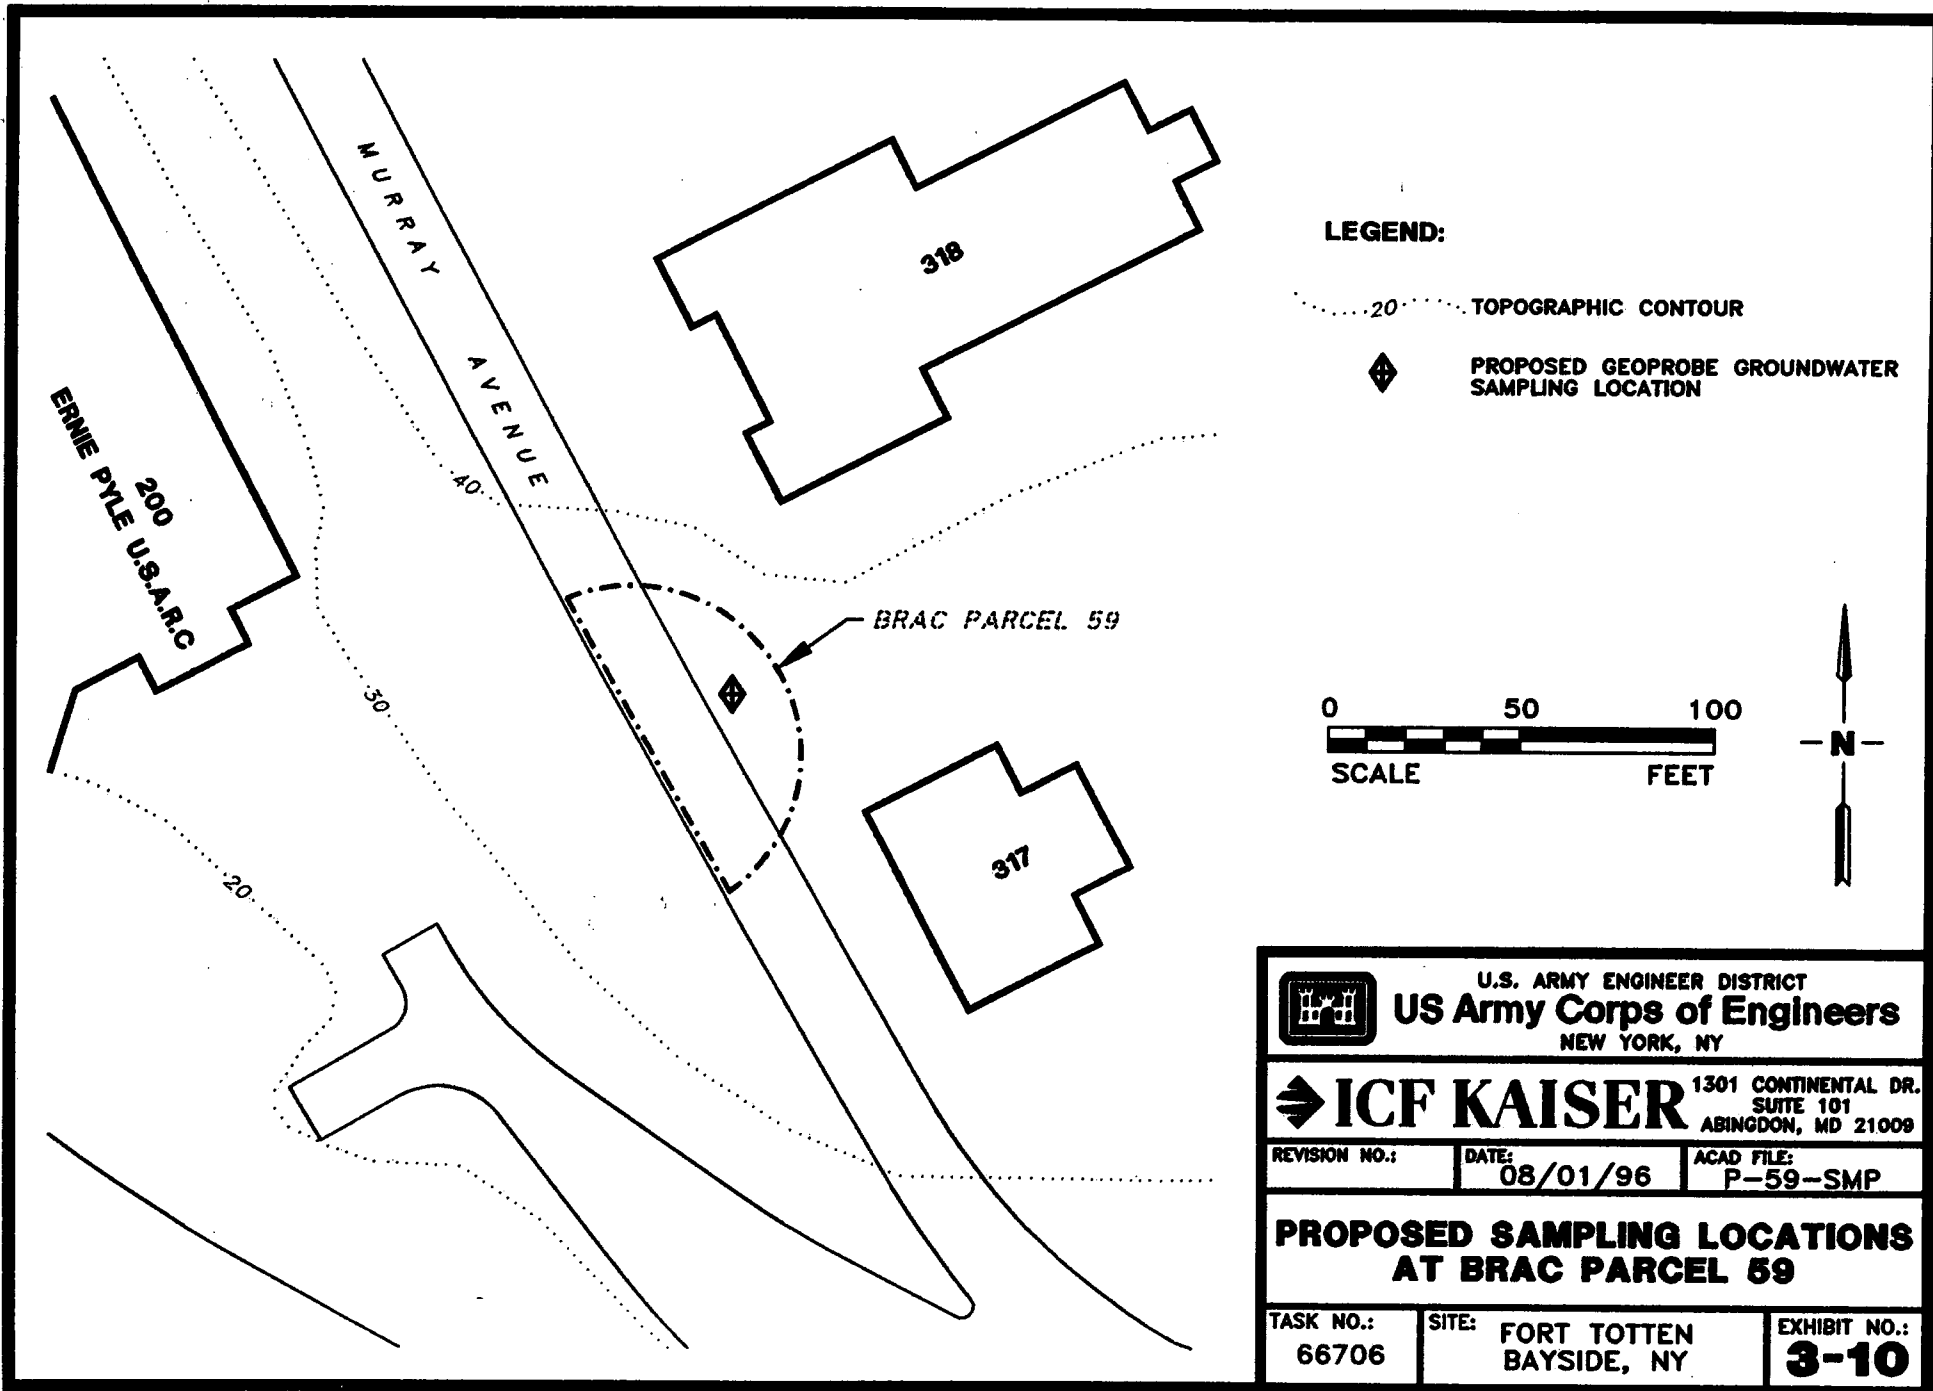 MURRAY AVENUE
318
ERNIE PYLE U.S.A.R.C
200
40
30
20
BRAC PARCEL 59
317
LEGEND:
20 TOPOGRAPHIC CONTOUR
PROPOSED GEOPROBE GROUNDWATER
SAMPLING LOCATION
0 50 100
SCALE FEET
N
U.S. ARMY ENGINEER DISTRICT
US Army Corps of Engineers
NEW YORK, NY
ICF KAISER
1301 CONTINENTAL DR.
SUITE 101
ABINGDON, MD 21009
REVISION NO.:
DATE:
08/01/96
ACAD FILE:
P-59-SMP
PROPOSED SAMPLING LOCATIONS
AT BRAC PARCEL 59
TASK NO.:
66706
SITE: FORT TOTTEN
BAYSIDE, NY
EXHIBIT NO.:
3-10